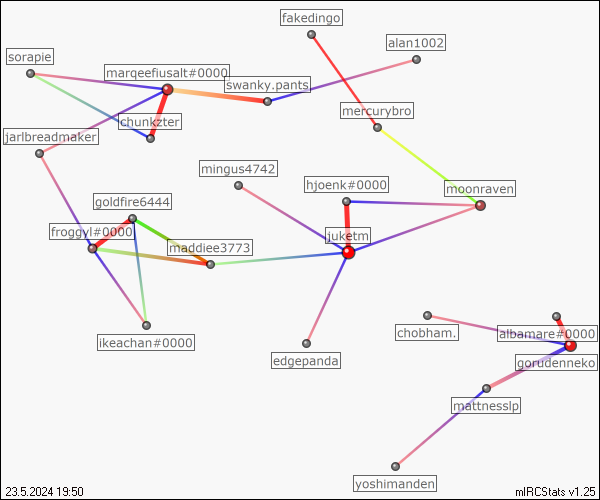 fakedingo
alan1002
sorapie
marqeefiusalt#0000
swanky.pants
mercurybro
chunkzter
jarlbreadmaker
mingus4742
hjoenk#0000
moonraven
goldfire6444
froggyl#0000
juketm
maddiee3773
ikeachan#0000
chobham.
albamare#0000
edgepanda
gorudenneko
mattnesslp
yoshimanden
23.5.2024 19:50
mIRCStats v1.25